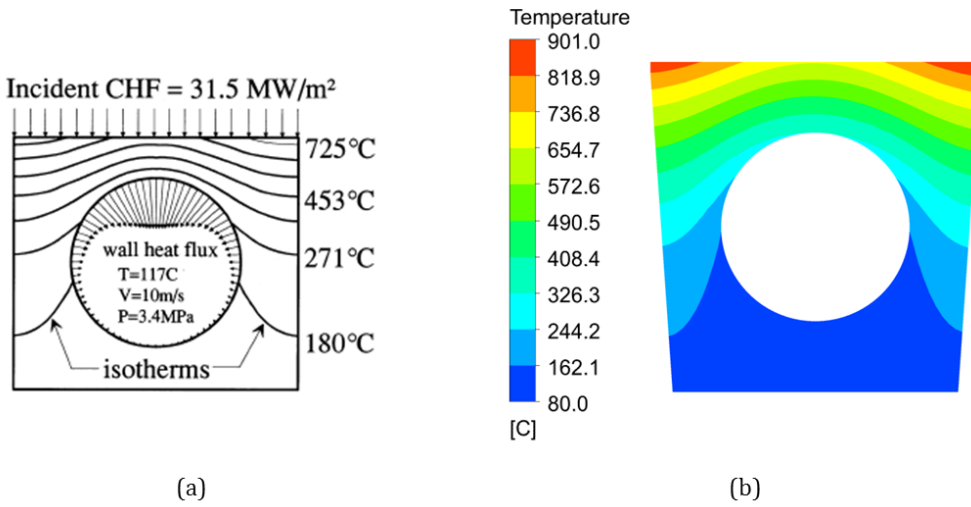 Incident CHF = 31.5 MW/m²
725℃
453℃
271℃
180℃
wall heat flux
T=117C
V=10m/s
P=3.4MPa
isotherms
(a)
Temperature
901.0
818.9
736.8
654.7
572.6
490.5
408.4
326.3
244.2
162.1
80.0
[C]
(b)